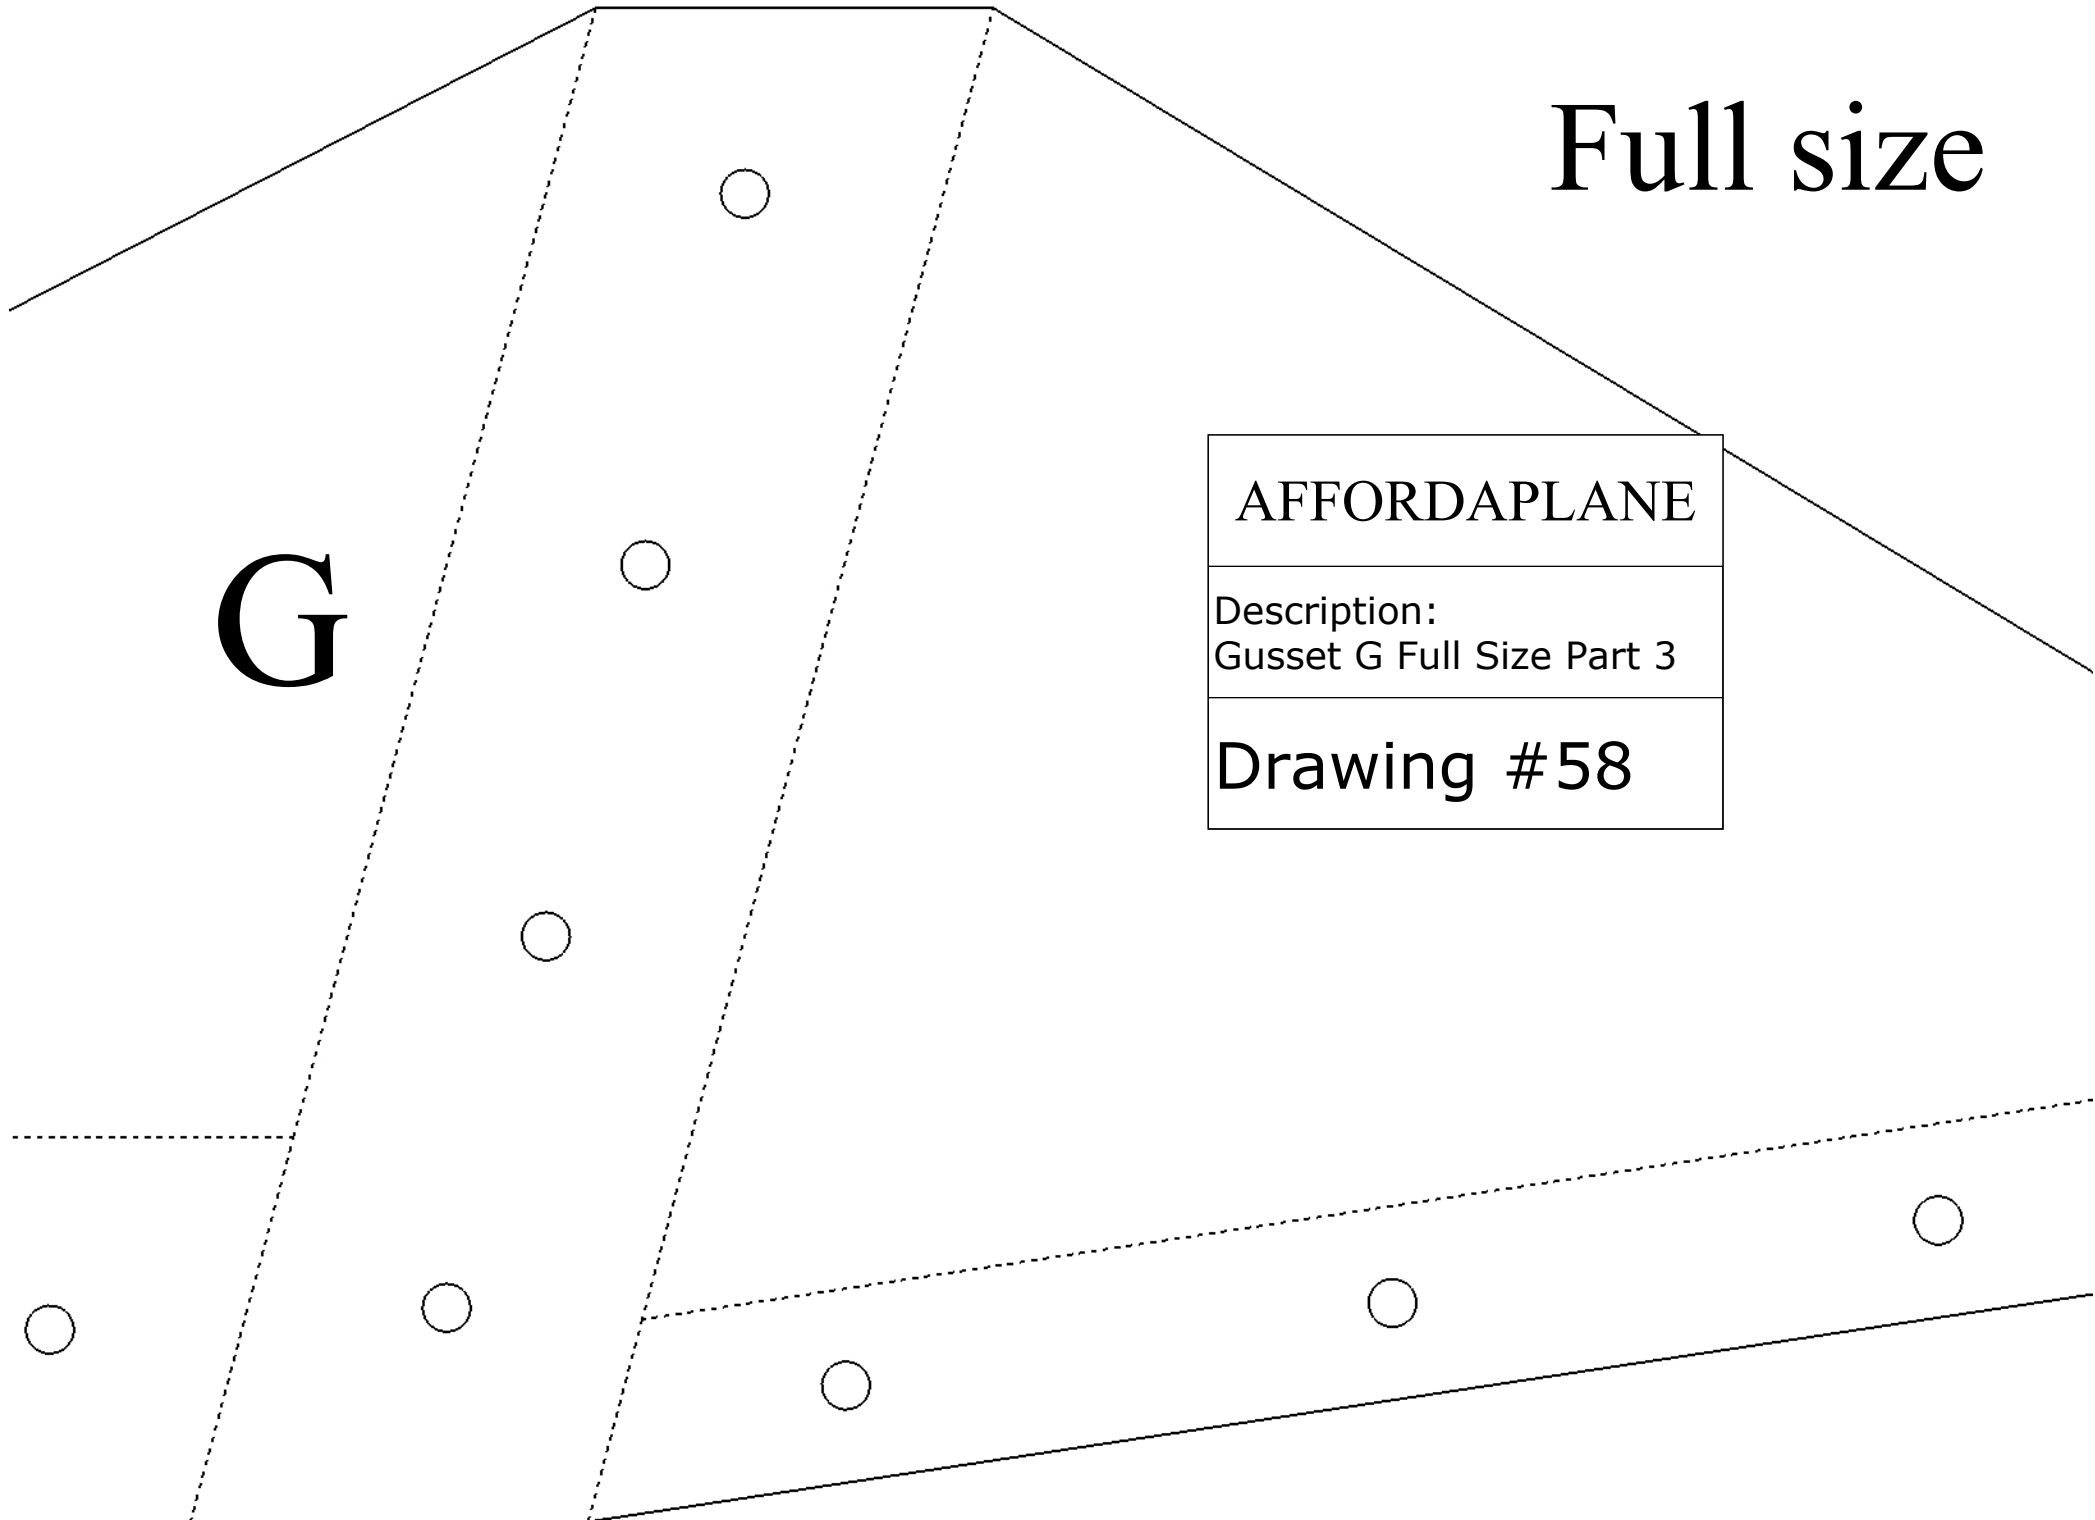 Full size
G
AFFORDAPLANE
Description:
Gusset G Full Size Part 3
Drawing #58